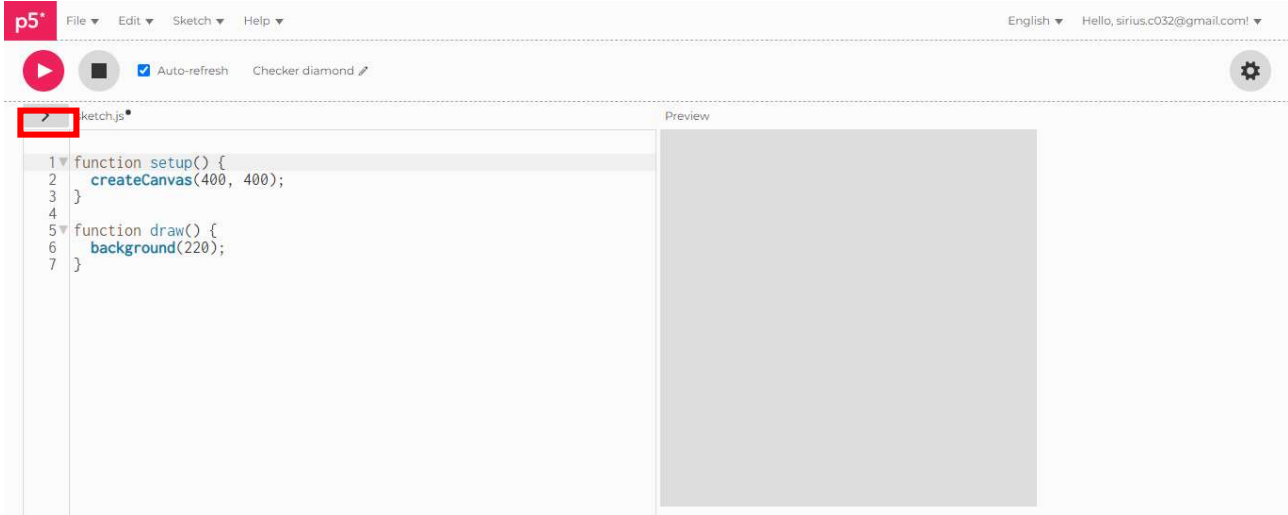 p5* File Edit Sketch Help English Hello, sirius.c032@gmail.com!
Auto-refresh Checker diamond
> sketch.js• Preview
1 function setup() {
2 createCanvas(400, 400);
3 }
4
5 function draw() {
6 background(220);
7 }